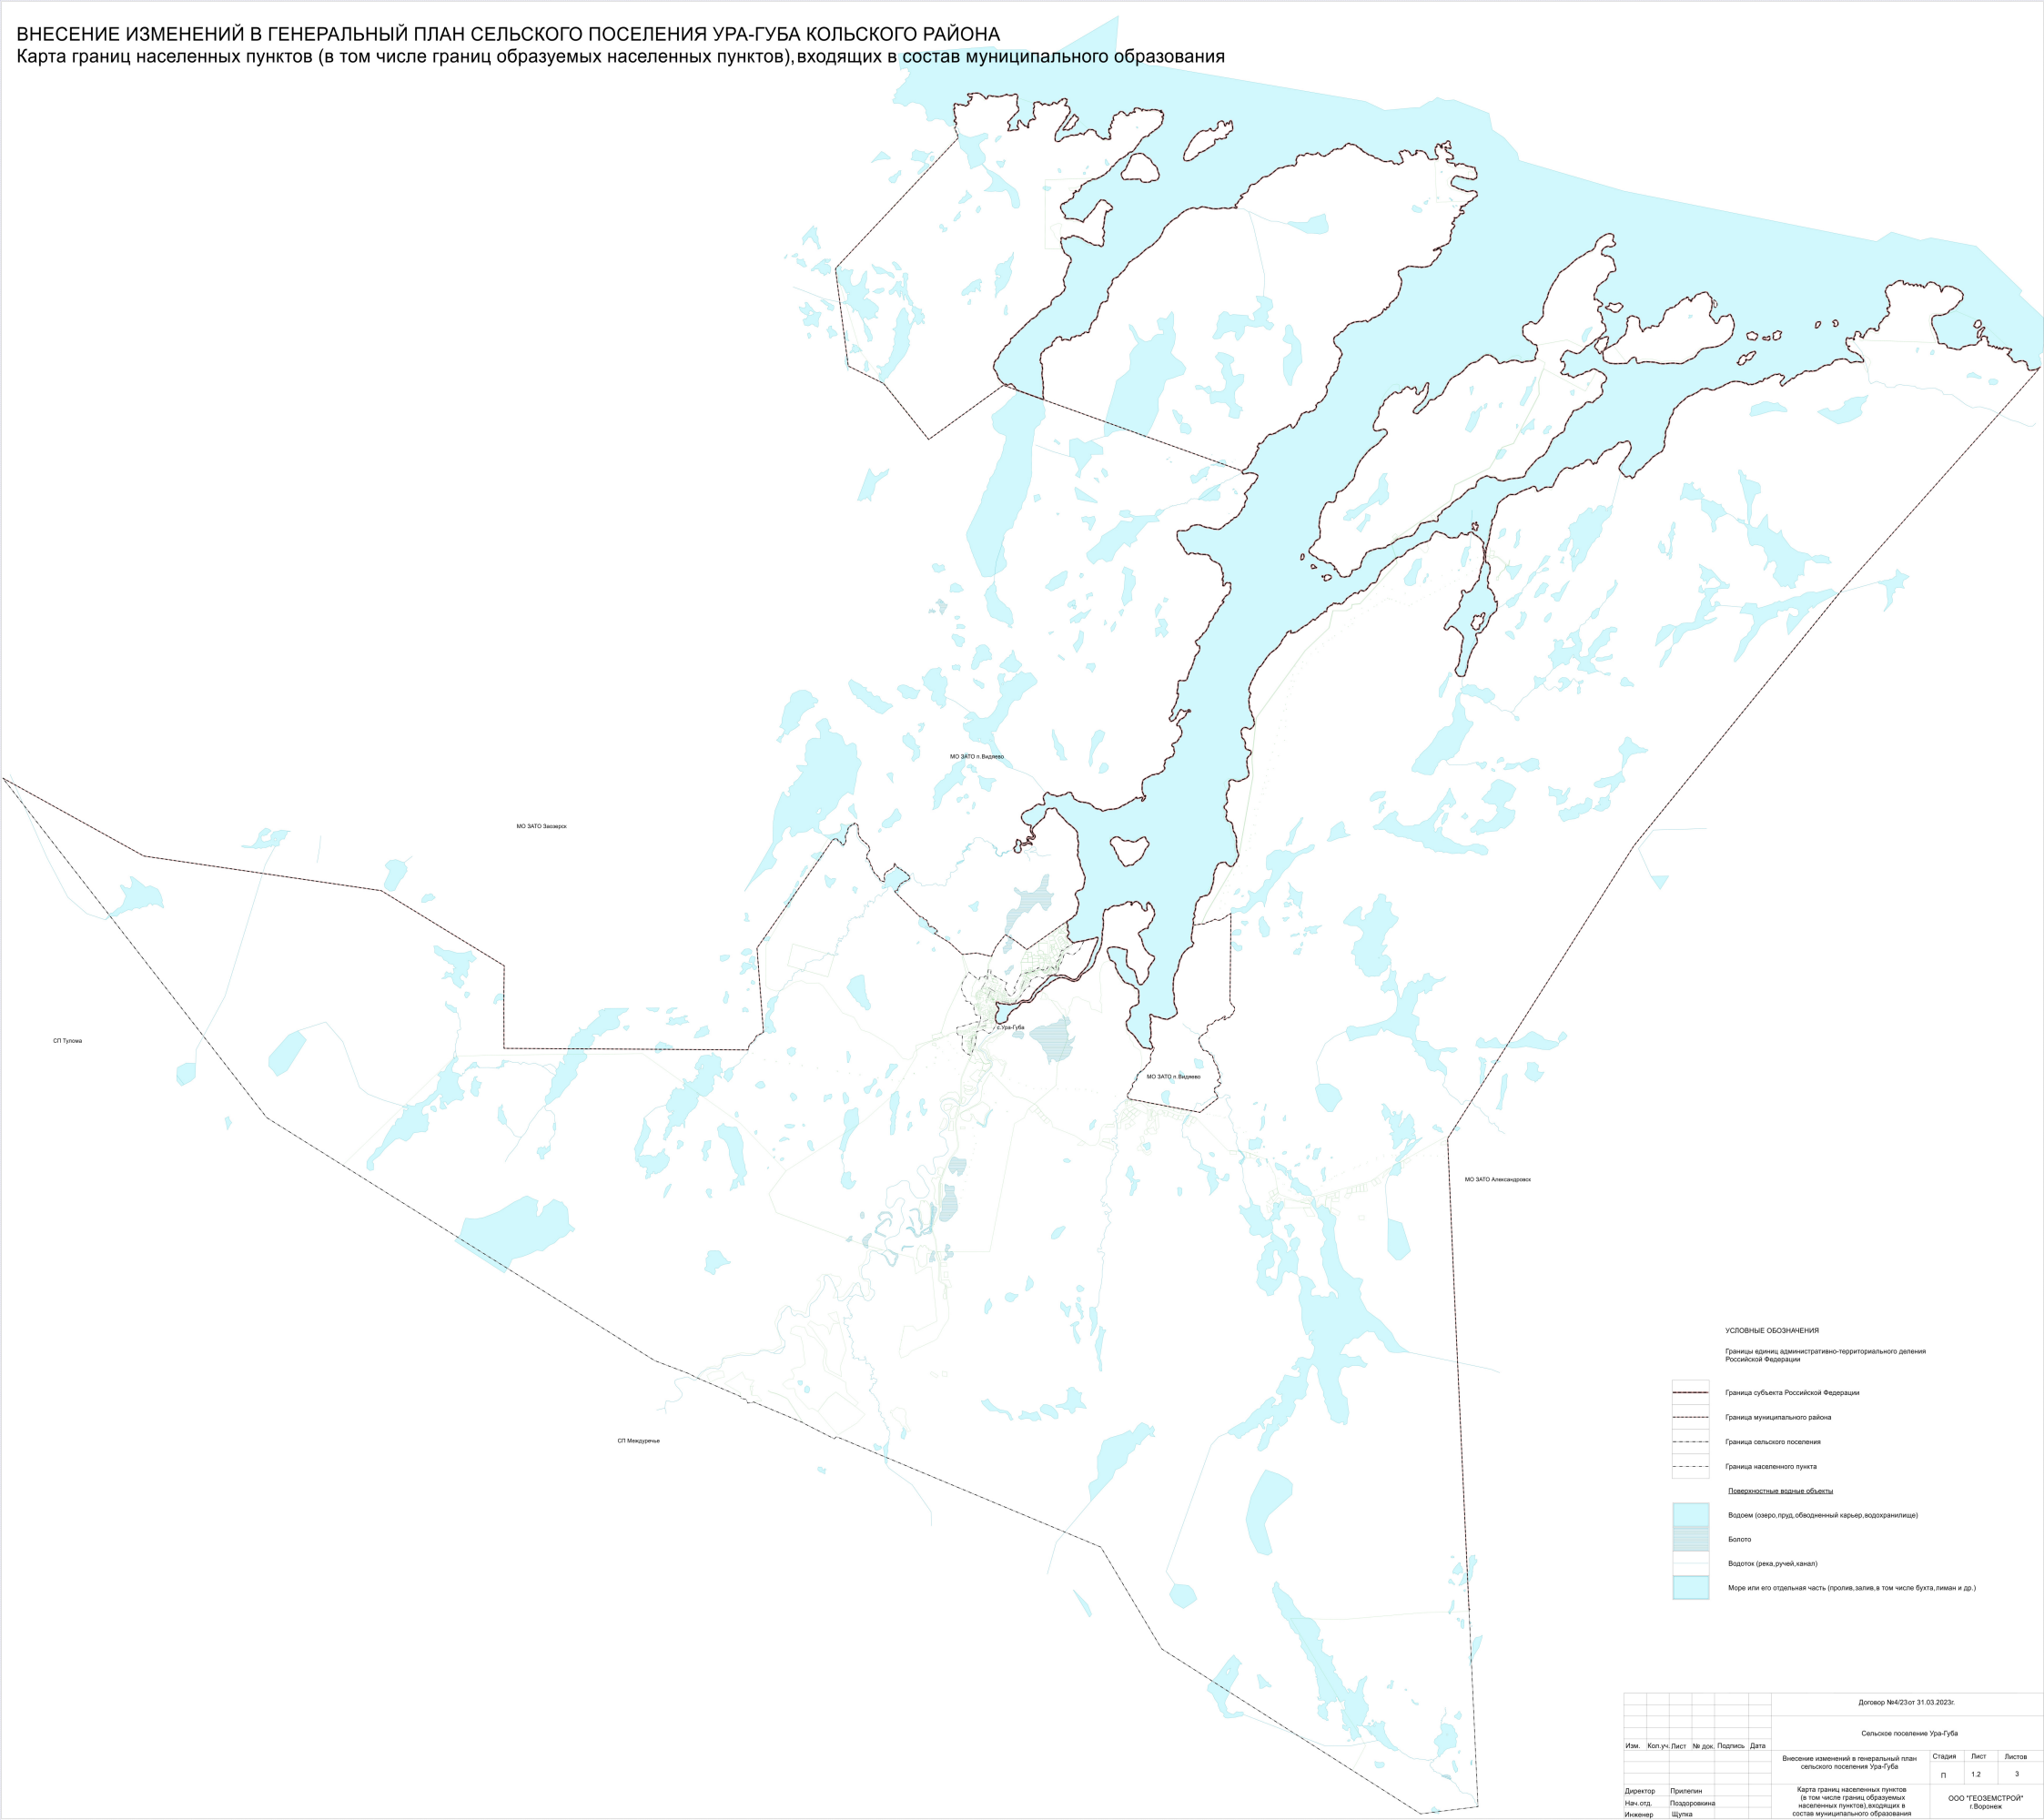 ВНЕСЕНИЕ ИЗМЕНЕНИЙ В ГЕНЕРАЛЬНЫЙ ПЛАН СЕЛЬСКОГО ПОСЕЛЕНИЯ УРА-ГУБА КОЛЬСКОГО РАЙОНА
Карта границ населенных пунктов (в том числе границ образуемых населенных пунктов),входящих в состав муниципального образования
МО ЗАТО п.Видяево
МО ЗАТО Заозерск
СП Тулома
с.Ура-Губа
МО ЗАТО п.Видяево
МО ЗАТО Александровск
СП Междуречье
УСЛОВНЫЕ ОБОЗНАЧЕНИЯ
Границы единиц административно-территориального деления
Российской Федерации
Граница субъекта Российской Федерации
Граница муниципального района
Граница сельского поселения
Граница населенного пункта
Поверхностные водные объекты
Водоем (озеро,пруд,обводненный карьер,водохранилище)
Болото
Водоток (река,ручей,канал)
Море или его отдельная часть (пролив,залив,в том числе бухта,лиман и др.)
Договор №4/23от 31.03.2023г.
Сельское поселение Ура-Губа
Изм. Кол.уч. Лист № док. Подпись Дата
Внесение изменений в генеральный план
сельского поселения Ура-Губа
Стадия Лист Листов
П 1.2 3
Директор Прилепин
Нач.отд. Поздоровкина
Инженер Щупка
Карта границ населенных пунктов
(в том числе границ образуемых
населенных пунктов),входящих в
состав муниципального образования
ООО "ГЕОЗЕМСТРОЙ"
г.Воронеж